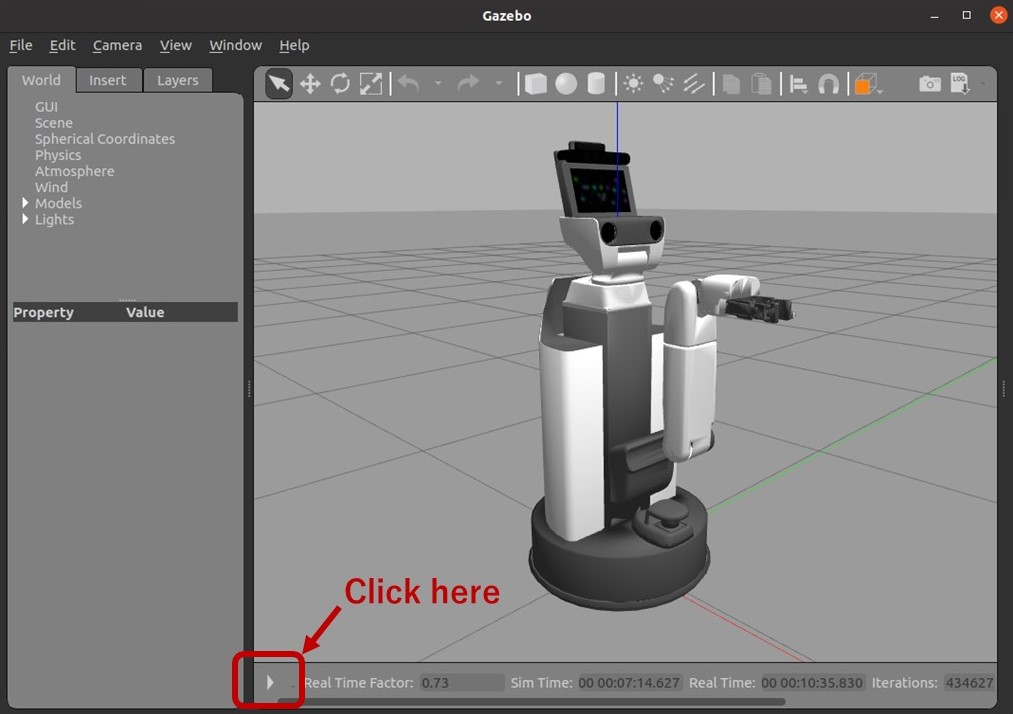 Gazebo
File Edit Camera View Window Help
World Insert Layers
GUI
Scene
Spherical Coordinates
Physics
Atmosphere
Wind
Models
Lights
Property Value
LOG
Click here
Real Time Factor: 0.73 Sim Time: 00 00:07:14.627 Real Time: 00 00:10:35.830 Iterations: 434627